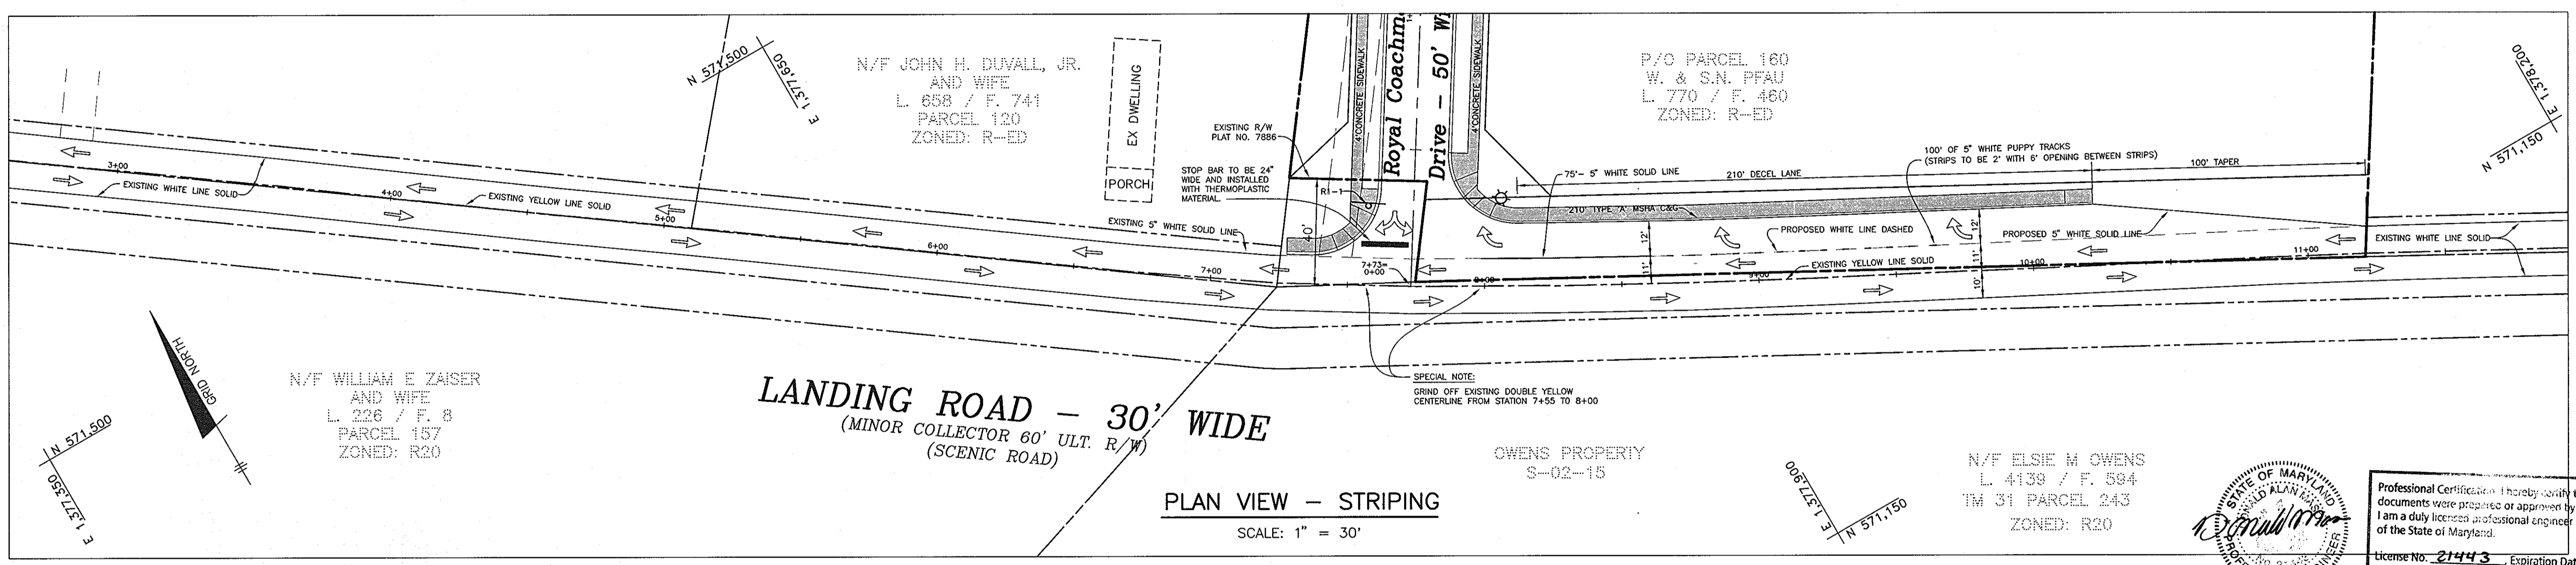 N 571,500
E 1,377,650
N/F JOHN H. DUVALL, JR.
AND WIFE
L. 658 / F. 741
PARCEL 120
ZONED: R-ED
EX DWELLING
PORCH
EXISTING R/W
PLAT NO. 7886
STOP BAR TO BE 24"
WIDE AND INSTALLED
WITH THERMOPLASTIC
MATERIAL.
R1-1
4'CONCRETE SIDEWALK
Royal Coachm
Drive - 50' Wi
4'CONCRETE SIDEWALK
P/O PARCEL 160
W. & S.N. PFAU
L. 770 / F. 460
ZONED: R-ED
E 1,378,200
N 571,150
100' OF 5" WHITE PUPPY TRACKS
(STRIPS TO BE 2' WITH 6' OPENING BETWEEN STRIPS)
100' TAPER
75'- 5" WHITE SOLID LINE
210' DECEL LANE
210' TYPE 'A' MSHA C&G
3+00
EXISTING WHITE LINE SOLID
4+00
EXISTING YELLOW LINE SOLID
5+00
6+00
EXISTING 5" WHITE SOLID LINE
7+00
40'
7+73=
0+00
8+00
12'
11'
PROPOSED WHITE LINE DASHED
EXISTING YELLOW LINE SOLID
9+00
12'
11'
10'
10+00
PROPOSED 5" WHITE SOLID LINE
11+00
EXISTING WHITE LINE SOLID
GRID NORTH
N/F WILLIAM E ZAISER
AND WIFE
L. 226 / F. 8
PARCEL 157
ZONED: R20
N 571,500
E 1,377,350
LANDING ROAD - 30' WIDE
(MINOR COLLECTOR 60' ULT. R/W)
(SCENIC ROAD)
SPECIAL NOTE:
GRIND OFF EXISTING DOUBLE YELLOW
CENTERLINE FROM STATION 7+55 TO 8+00
PLAN VIEW - STRIPING
SCALE: 1" = 30'
OWENS PROPERTY
S-02-15
E 1,377,900
N 571,150
N/F ELSIE M OWENS
L. 4139 / F. 594
TM 31 PARCEL 243
ZONED: R20
STATE OF MARYLAND
Professional Certification. I hereby certify t
documents were prepared or approved by
I am a duly licensed professional engineer
of the State of Maryland.
License No. 21443, Expiration Dat